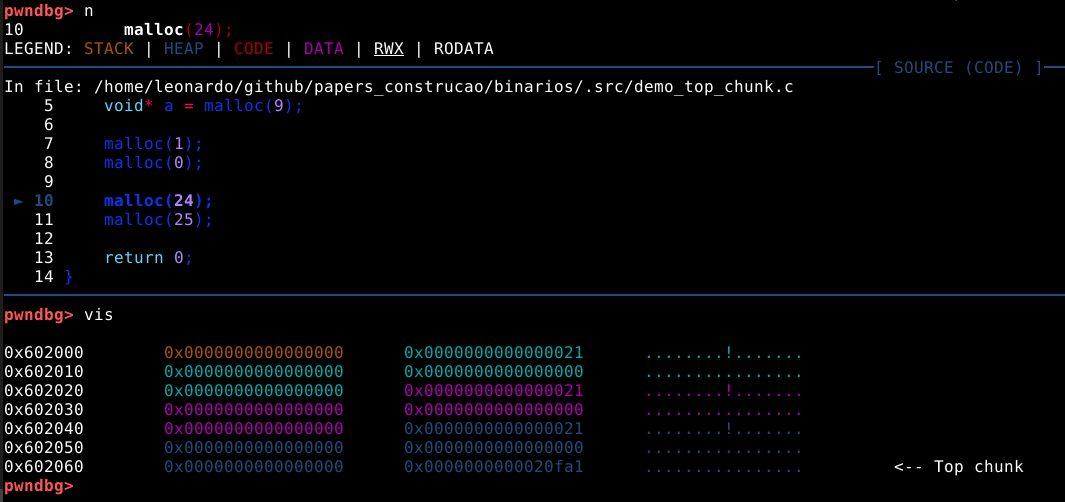 pwndbg> n
10          malloc(24);
LEGEND: STACK | HEAP | CODE | DATA | RWX | RODATA
[ SOURCE (CODE) ]
In file: /home/leonardo/github/papers_construcao/binarios/.src/demo_top_chunk.c
    5     void* a = malloc(9);
    6
    7     malloc(1);
    8     malloc(0);
    9
 ► 10     malloc(24);
   11     malloc(25);
   12
   13     return 0;
   14 }
pwndbg> vis
0x602000        0x0000000000000000      0x0000000000000021      ........!.......
0x602010        0x0000000000000000      0x0000000000000000      ................
0x602020        0x0000000000000000      0x0000000000000021      ........!.......
0x602030        0x0000000000000000      0x0000000000000000      ................
0x602040        0x0000000000000000      0x0000000000000021      ........!.......
0x602050        0x0000000000000000      0x0000000000000000      ................
0x602060        0x0000000000000000      0x0000000000020fa1      ................         <-- Top chunk
pwndbg>